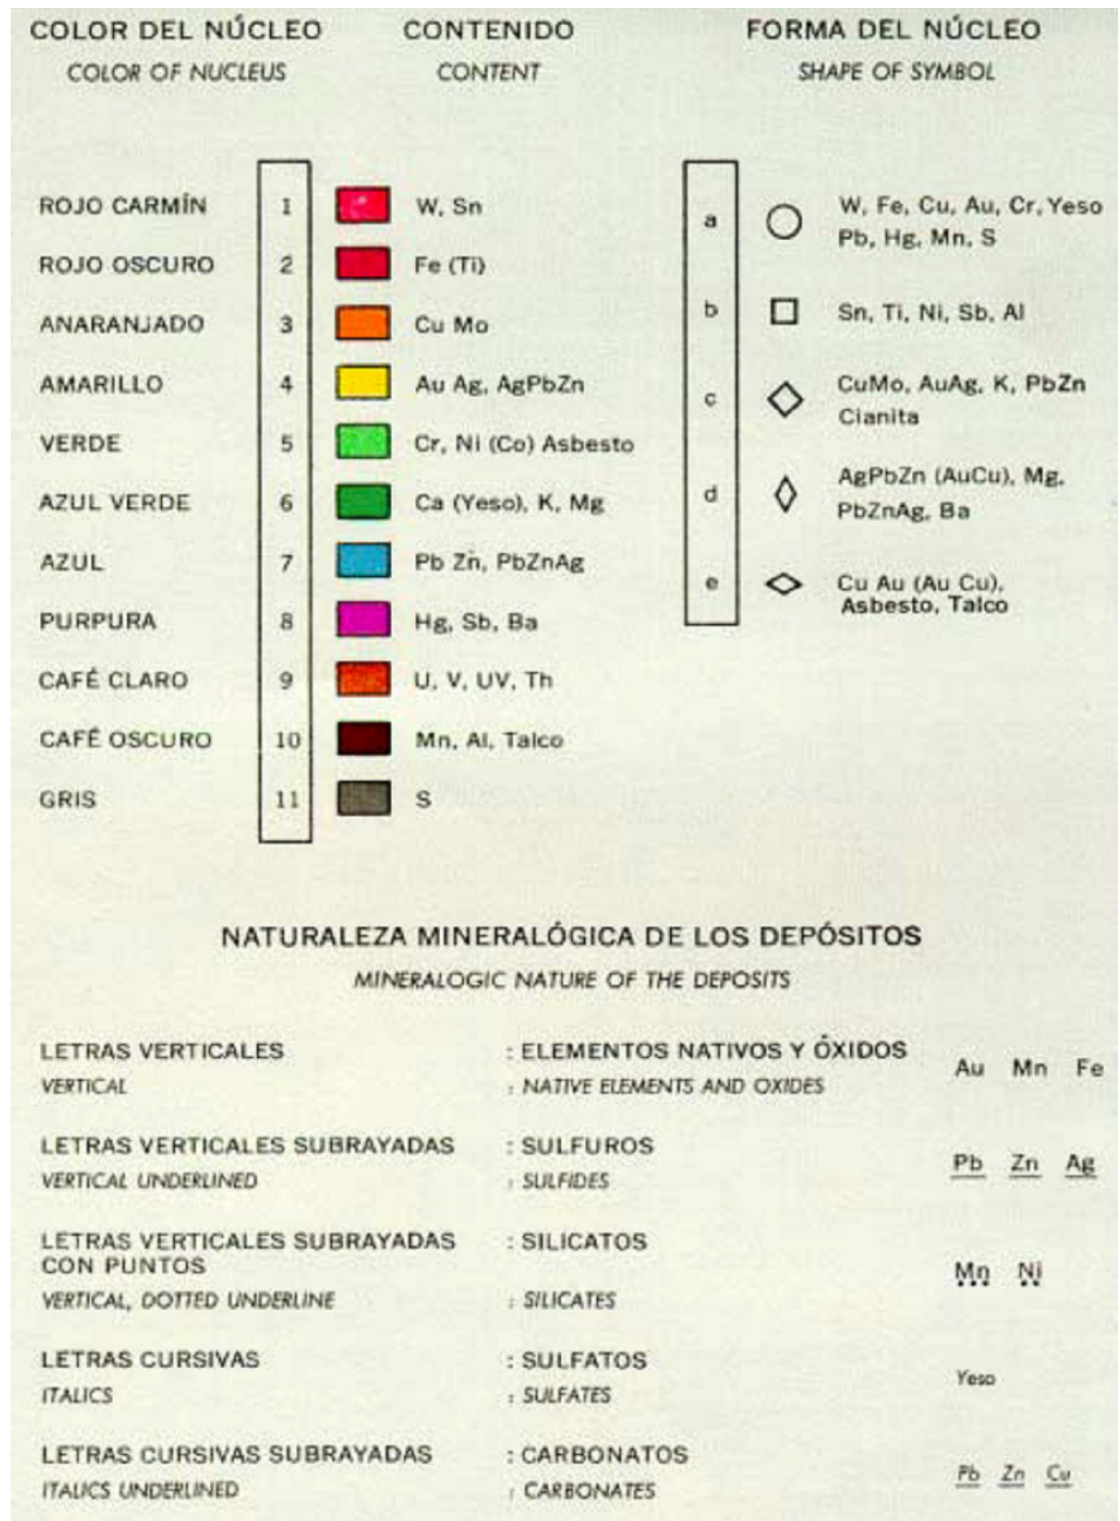 COLOR DEL NÚCLEO CONTENIDO FORMA DEL NÚCLEO
COLOR OF NUCLEUS CONTENT SHAPE OF SYMBOL
ROJO CARMÍN 1 W, Sn
ROJO OSCURO 2 Fe (Ti)
ANARANJADO 3 Cu Mo
AMARILLO 4 Au Ag, AgPbZn
VERDE 5 Cr, Ni (Co) Asbesto
AZUL VERDE 6 Ca (Yeso), K, Mg
AZUL 7 Pb Zn, PbZnAg
PURPURA 8 Hg, Sb, Ba
CAFÉ CLARO 9 U, V, UV, Th
CAFÉ OSCURO 10 Mn, Al, Talco
GRIS 11 S
a W, Fe, Cu, Au, Cr, Yeso
Pb, Hg, Mn, S
b Sn, Ti, Ni, Sb, Al
c CuMo, AuAg, K, PbZn
Cianita
d AgPbZn (AuCu), Mg,
PbZnAg, Ba
e Cu Au (Au Cu),
Asbesto, Talco
NATURALEZA MINERALÓGICA DE LOS DEPÓSITOS
MINERALOGIC NATURE OF THE DEPOSITS
LETRAS VERTICALES : ELEMENTOS NATIVOS Y ÓXIDOS Au Mn Fe
VERTICAL : NATIVE ELEMENTS AND OXIDES
LETRAS VERTICALES SUBRAYADAS : SULFUROS Pb Zn Ag
VERTICAL UNDERLINED : SULFIDES
LETRAS VERTICALES SUBRAYADAS : SILICATOS
CON PUNTOS Mn Ni
VERTICAL, DOTTED UNDERLINE : SILICATES
LETRAS CURSIVAS : SULFATOS Yeso
ITALICS : SULFATES
LETRAS CURSIVAS SUBRAYADAS : CARBONATOS Pb Zn Cu
ITALICS UNDERLINED : CARBONATES